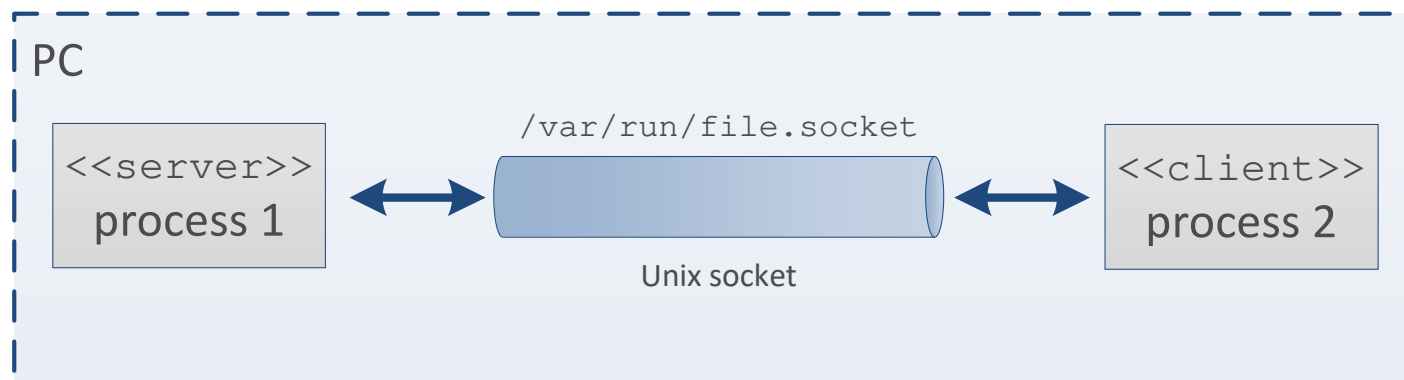 PC
/var/run/file.socket
<<server>>
process 1
<<client>>
process 2
Unix socket